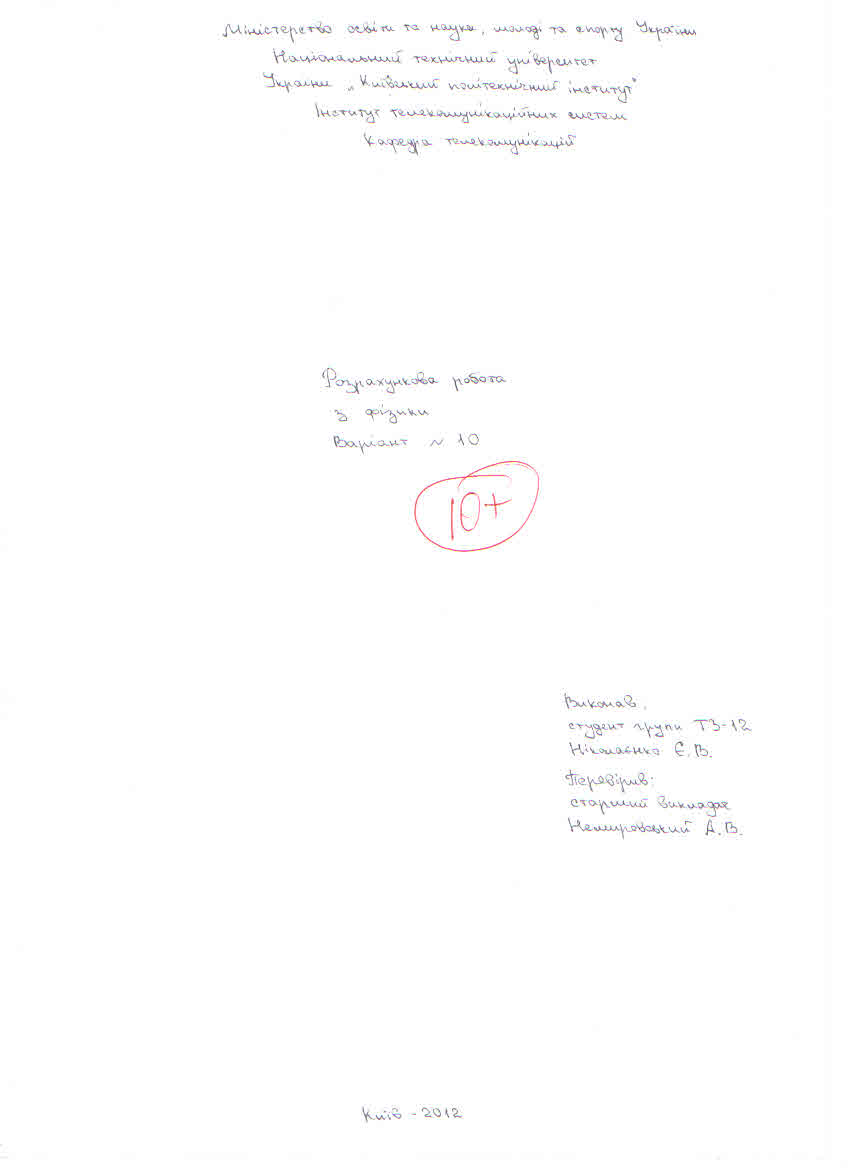 Міністерство освіти та науки, молоді та спорту України
Національний технічний університет
України „Київський політехнічний інститут"
Інститут телекомунікаційних систем
Кафедра телекомунікацій
Розрахункова робота
з фізики
Варіант № 10
10+
Виконав,
студент групи ТЗ-12
Ніколаєнко Є.В.
Перевірив:
старший викладач
Немировський А.В.
Київ - 2012